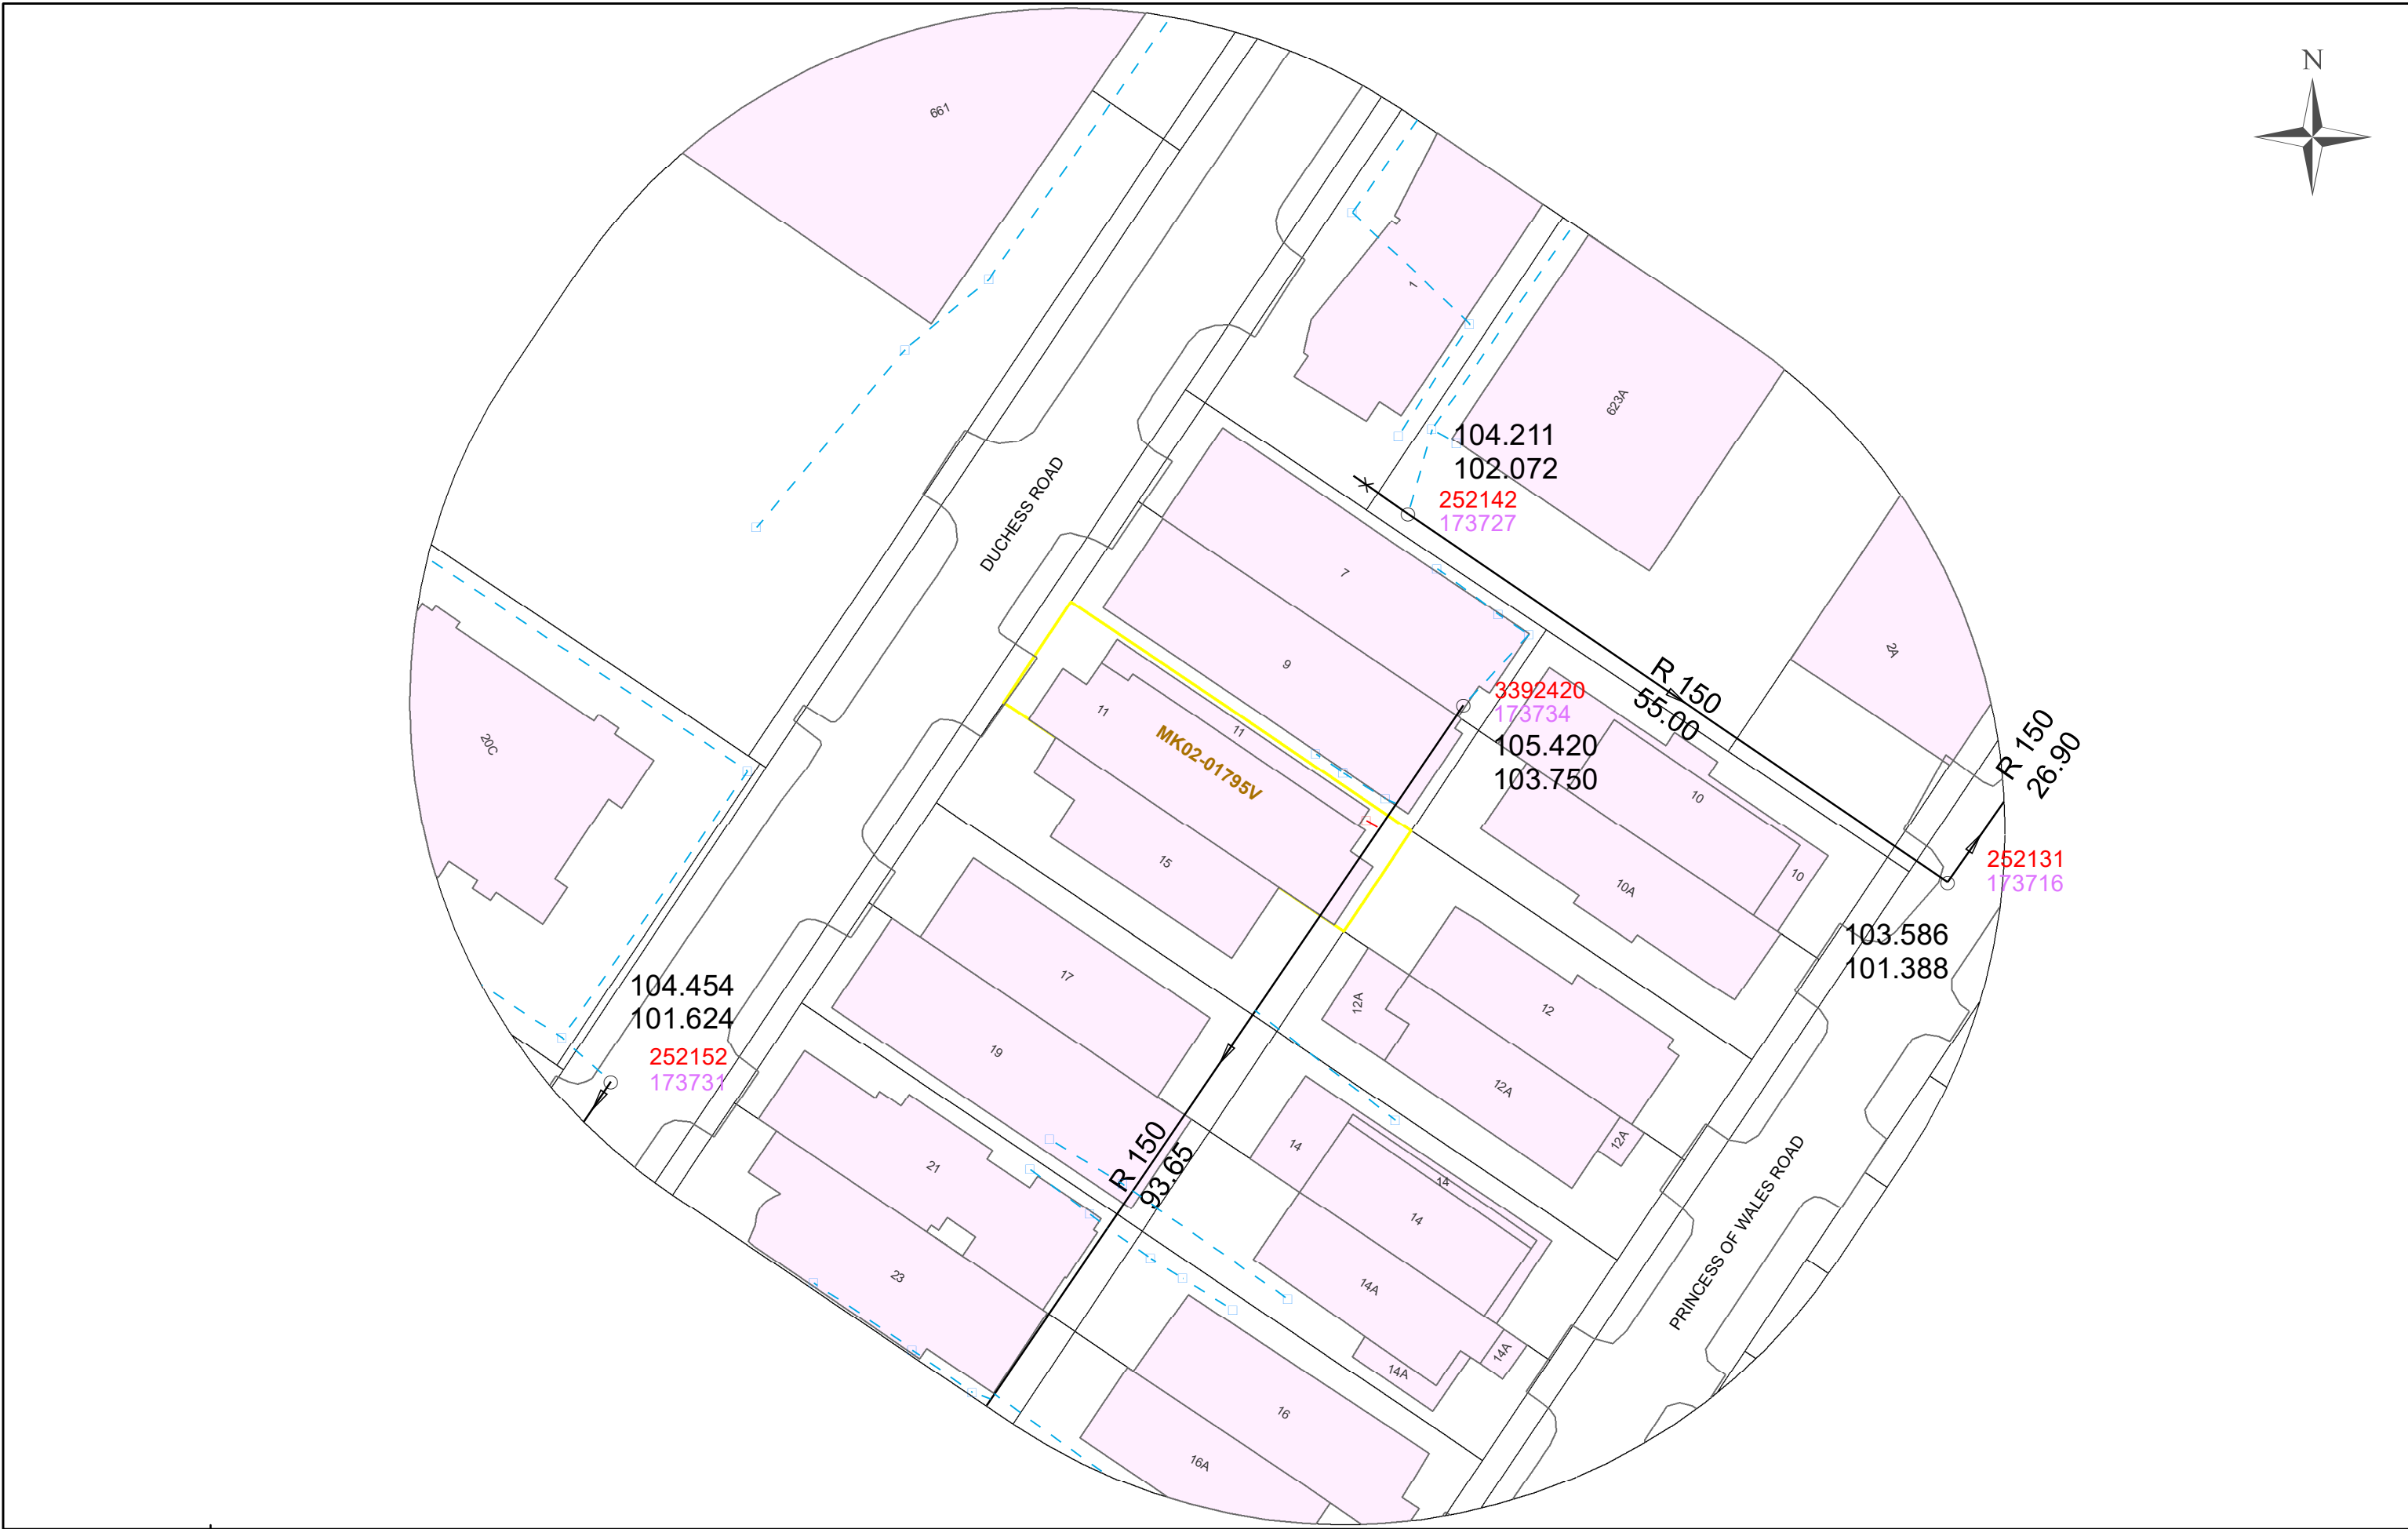 N
661
1
623A
104.211
102.072
252142
173727
DUCHESS ROAD
7
9
2A
R 150
55.00
3392420
173734
105.420
103.750
R 150
26.90
11
11
MK02-01795V
20C
10
10
10A
252131
173716
15
103.586
101.388
17
12A
12
104.454
101.624
252152
173731
19
12A
12A
R 150
93.65
14
14
14
21
PRINCESS OF WALES ROAD
23
14A
14A
14A
16
16A